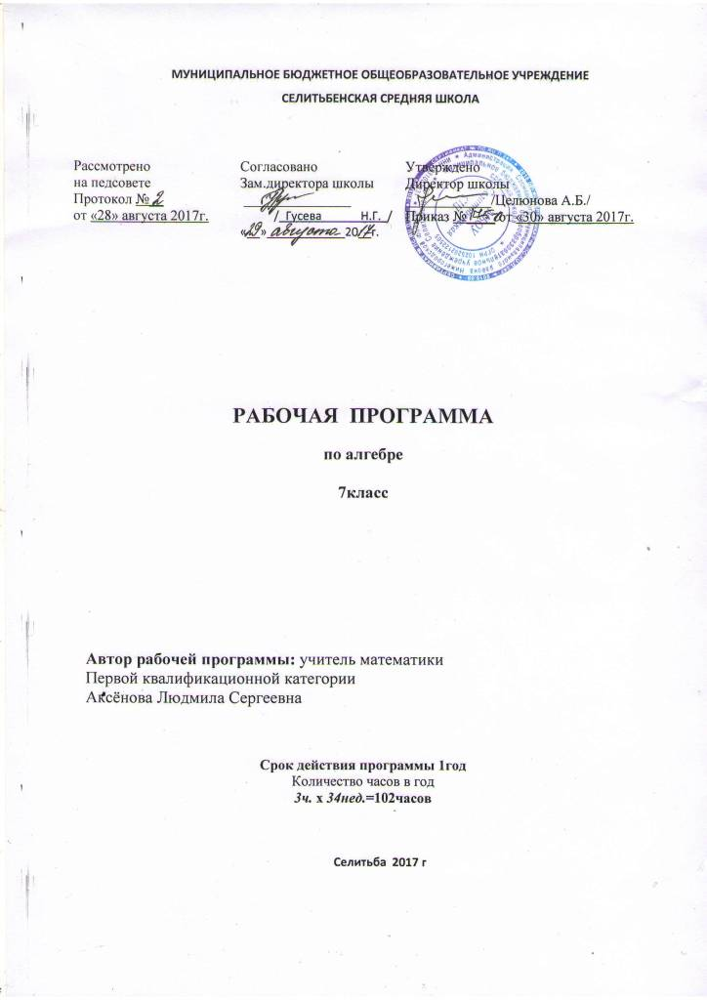 МУНИЦИПАЛЬНОЕ БЮДЖЕТНОЕ ОБЩЕОБРАЗОВАТЕЛЬНОЕ УЧРЕЖДЕНИЕ
СЕЛИТЬБЕНСКАЯ СРЕДНЯЯ ШКОЛА
Рассмотрено
на педсовете
Протокол № 2
от «28» августа 2017г.
Согласовано
Зам.директора школы
/ Гусева Н.Г. /
«29» августа 2017г.
Утверждено
Директор школы
/Целюнова А.Б./
Приказ № от «30» августа 2017г.
РАБОЧАЯ ПРОГРАММА
по алгебре
7класс
Автор рабочей программы: учитель математики
Первой квалификационной категории
Аксёнова Людмила Сергеевна
Срок действия программы 1год
Количество часов в год
3ч. х 34нед.=102часов
Селитьба 2017 г